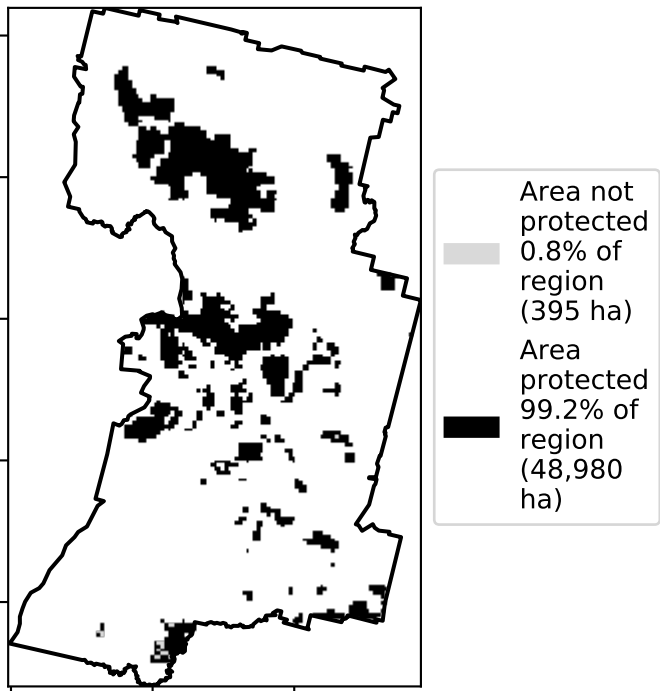 Area not
protected
0.8% of
region
(395 ha)
Area
protected
99.2% of
region
(48,980
ha)